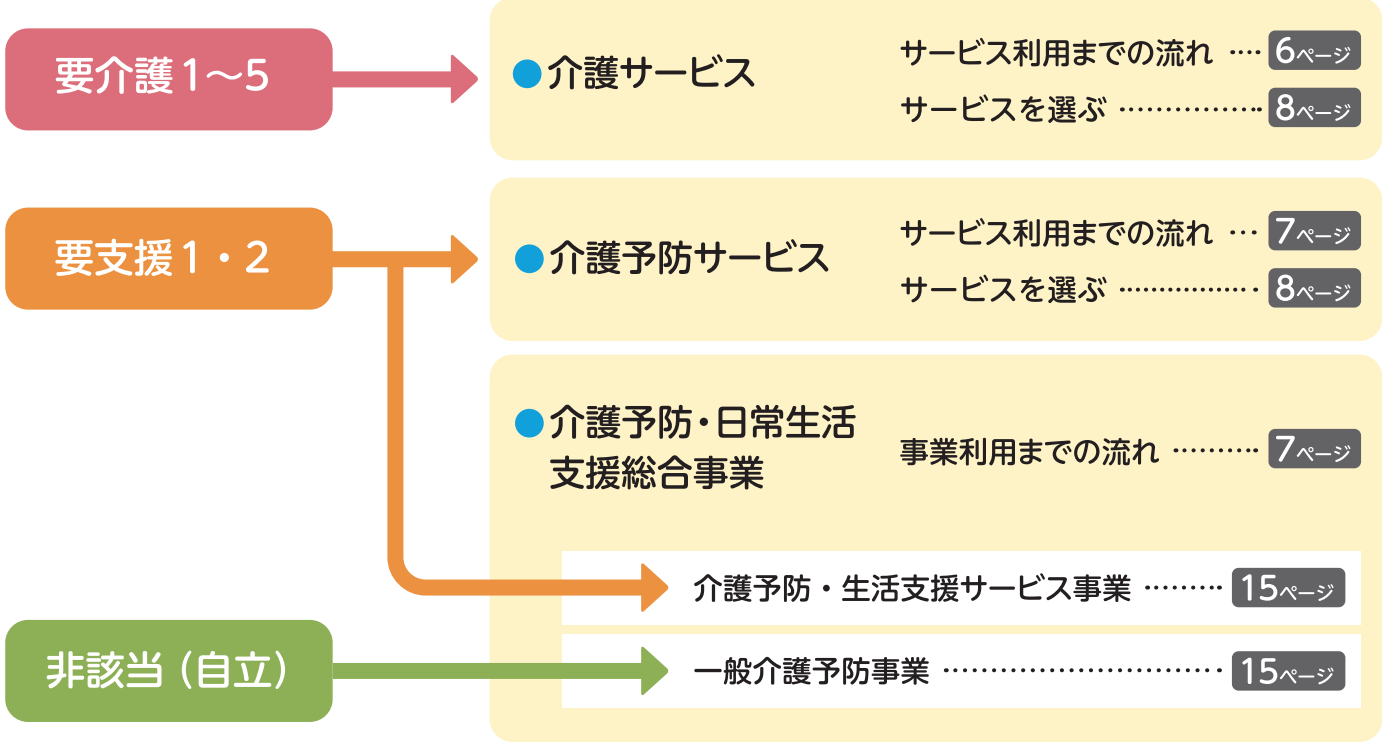 要介護1〜5
●介護サービス
サービス利用までの流れ ‥‥ 6ページ
サービスを選ぶ ‥‥‥‥‥‥‥‥ 8ページ
要支援1・2
●介護予防サービス
サービス利用までの流れ ‥‥ 7ページ
サービスを選ぶ ‥‥‥‥‥‥‥‥ 8ページ
●介護予防・日常生活
支援総合事業
事業利用までの流れ ‥‥‥‥‥ 7ページ
介護予防・生活支援サービス事業 ‥‥‥‥‥ 15ページ
非該当（自立）
一般介護予防事業 ‥‥‥‥‥‥‥‥‥‥‥‥‥‥ 15ページ